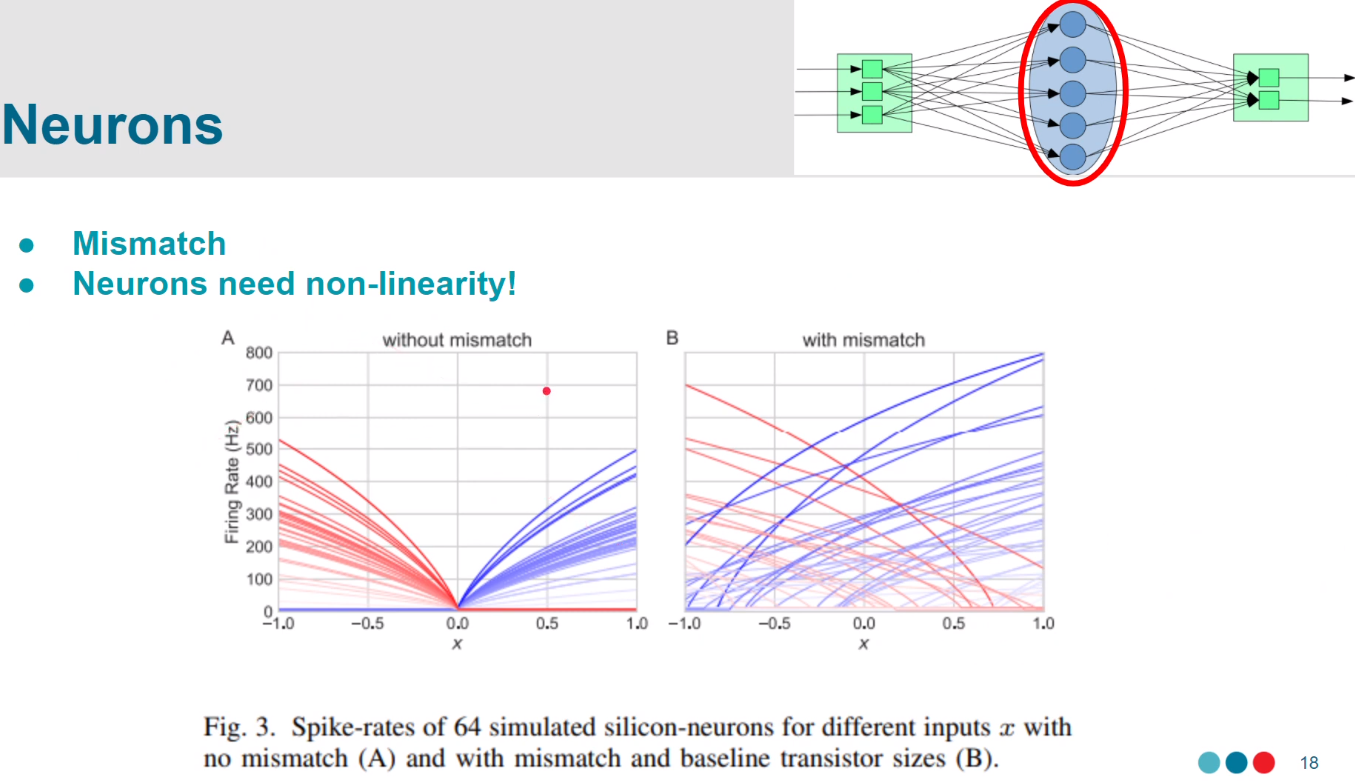 Neurons
● Mismatch
● Neurons need non-linearity!
A
without mismatch
B
with mismatch
800
700
600
500
400
300
200
100
0
Firing Rate (Hz)
−1.0 −0.5 0.0 0.5 1.0
x
−1.0 −0.5 0.0 0.5 1.0
x
Fig. 3. Spike-rates of 64 simulated silicon-neurons for different inputs x with
no mismatch (A) and with mismatch and baseline transistor sizes (B).
18